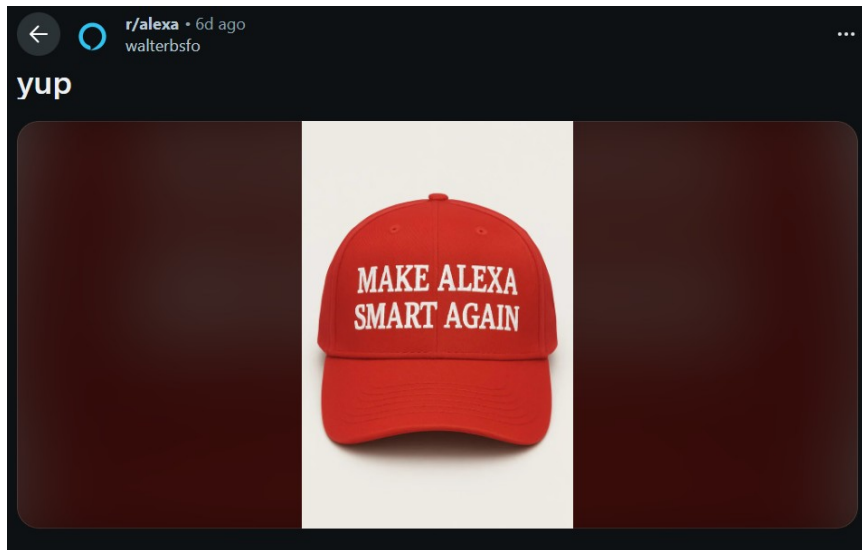 r/alexa • 6d ago
walterbsfo
yup
MAKE ALEXA
SMART AGAIN